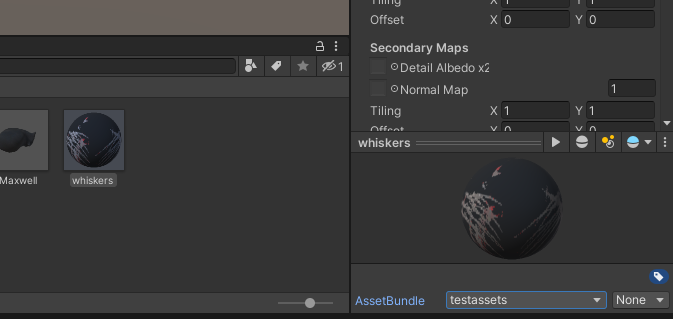 Tiling X 1 Y 1
Offset X 0 Y 0
Secondary Maps
Detail Albedo x2
Normal Map 1
Tiling X 1 Y 1
Offset X 0 Y 0
1
Maxwell
whiskers
whiskers
AssetBundle testassets None